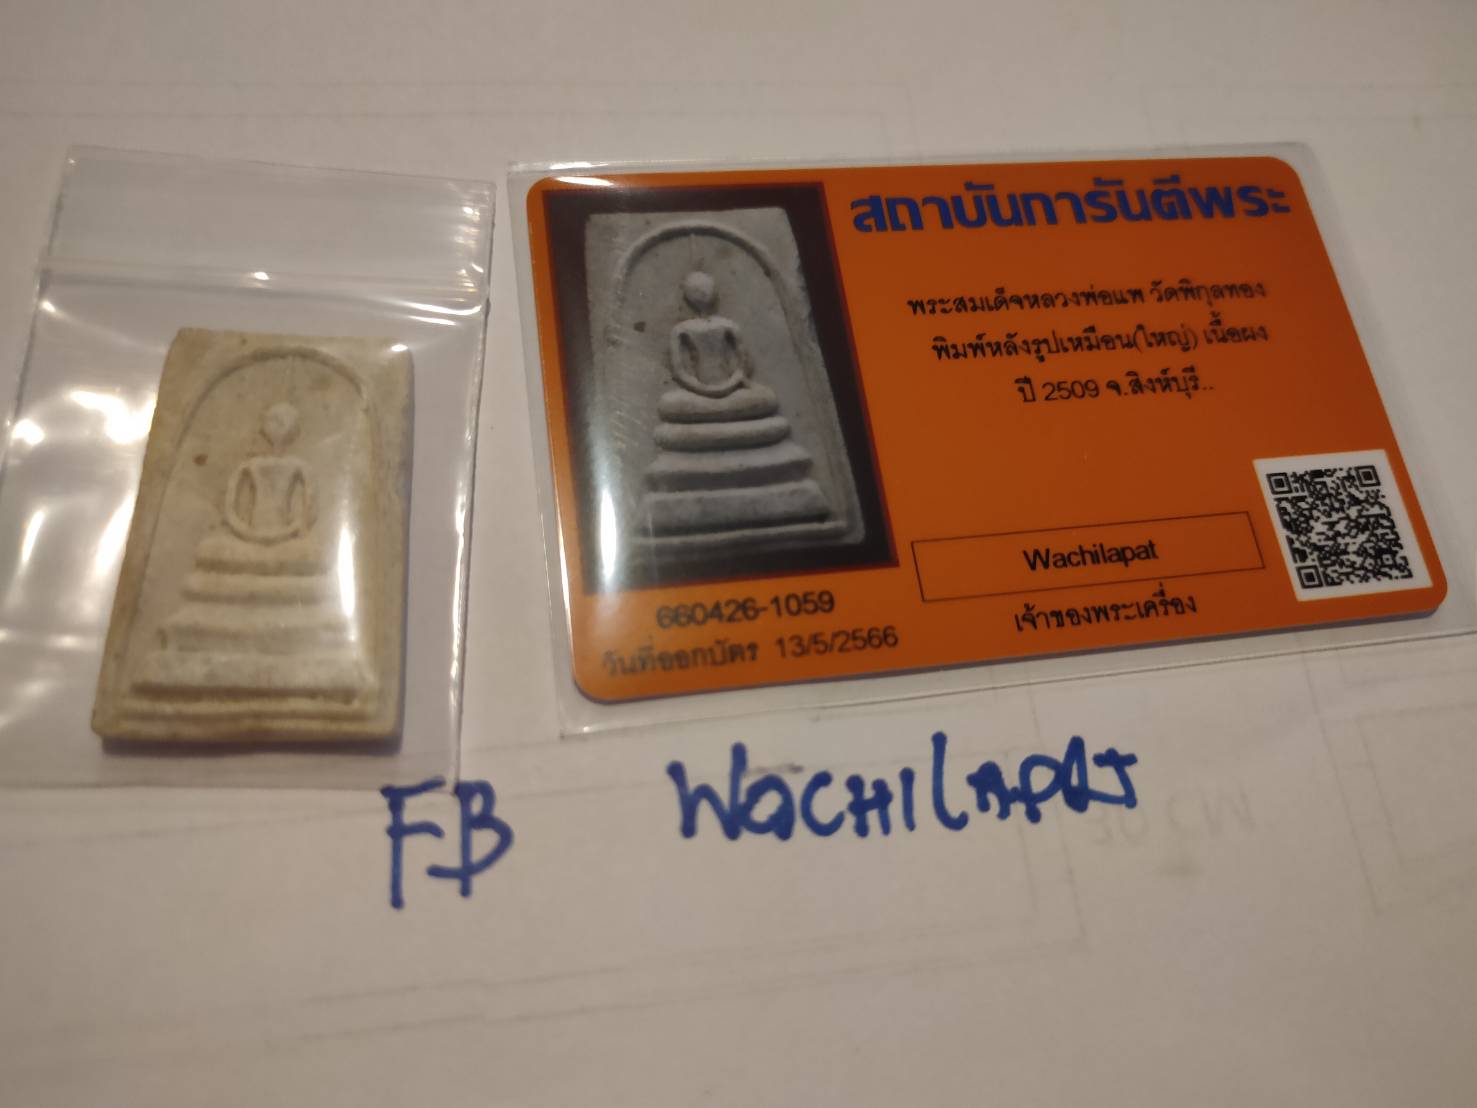 สถาบันการันตีพระ
พระสมเด็จหลวงพ่อแพ วัดพิกุลทอง
พิมพ์หลังรูปเหมือน(ใหญ่) เนื้อผง
ปี 2509 จ.สิงห์บุรี..
Wachilapat
เจ้าของพระเครื่อง
660426-1059
วันที่ออกบัตร 13/5/2566
FB WACHILAPAT